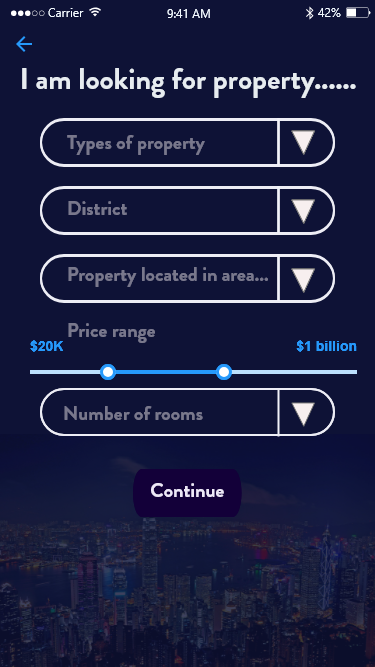 Carrier 9:41 AM 42%
I am looking for property......
Types of property
District
Property located in area...
Price range
$20K $1 billion
Number of rooms
Continue